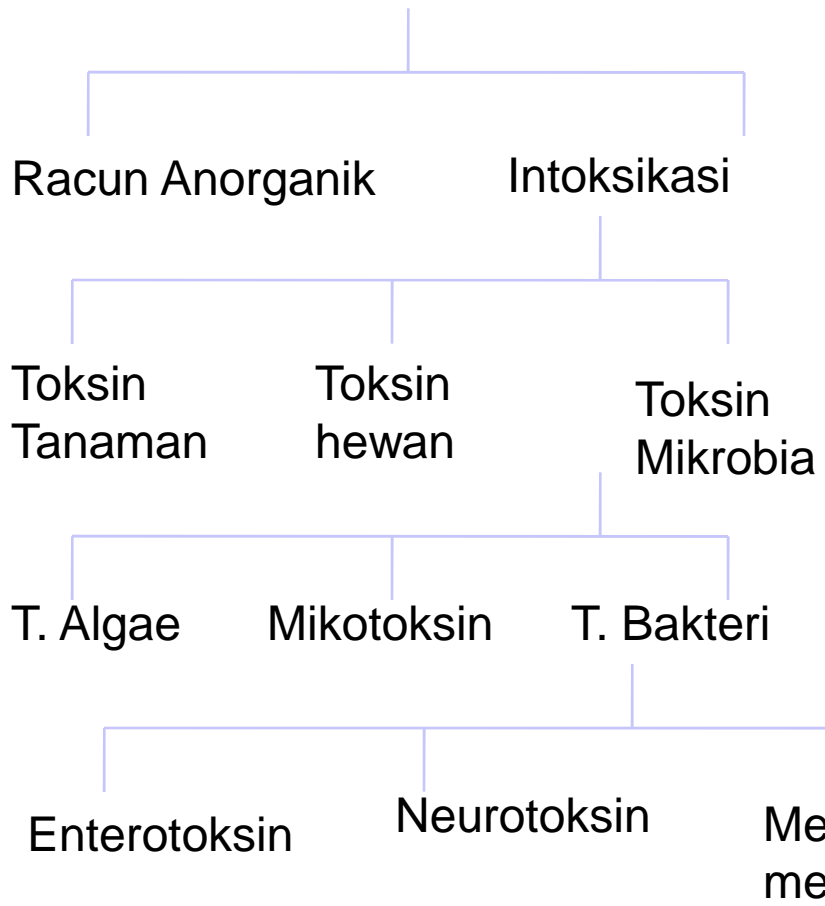 Racun Anorganik
Intoksikasi
Toksin
Tanaman
Toksin
hewan
Toksin
Mikrobia
T. Algae
Mikotoksin
T. Bakteri
Enterotoksin
Neurotoksin